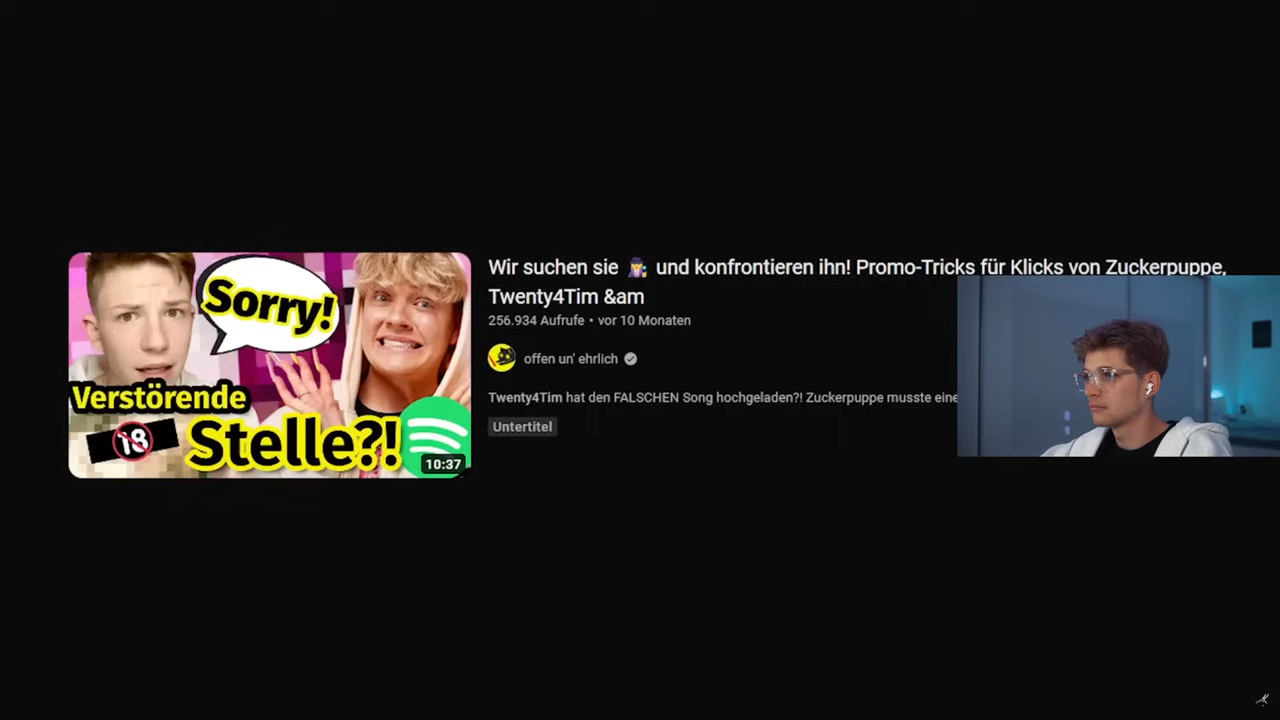 Sorry!
Verstörende
18
Stelle?!
10:37
Wir suchen sie und konfrontieren ihn! Promo-Tricks für Klicks von Zuckerpuppe,
Twenty4Tim &am
256.934 Aufrufe • vor 10 Monaten
offen un' ehrlich
Twenty4Tim hat den FALSCHEN Song hochgeladen?! Zuckerpuppe musste eine
Untertitel